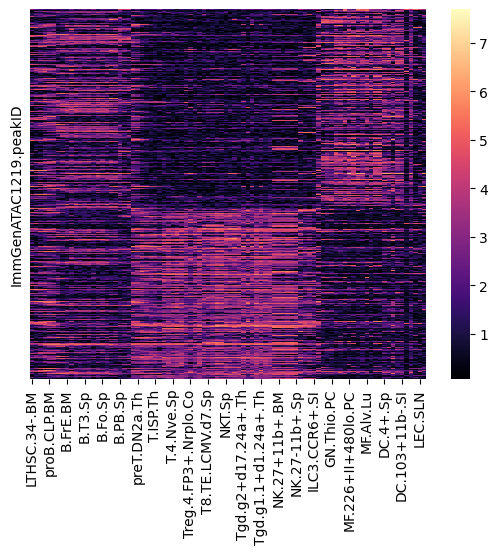 ImmGenATAC1219.peakID
7
6
5
4
3
2
1
LTHSC.34-.BM
proB.CLP.BM
B.FrE.BM
B.T3.Sp
B.Fo.Sp
B.PB.Sp
preT.DN2a.Th
T.ISP.Th
T.4.Nve.Sp
Treg.4.FP3+.Nrplo.Co
T8.TE.LCMV.d7.Sp
NKT.Sp
Tgd.g2+d17.24a+.Th
Tgd.g1.1+d1.24a+.Th
NK.27+11b+.BM
NK.27-11b+.Sp
ILC3.CCR6+.SI
GN.Thio.PC
MF.226+II+480lo.PC
MF.Alv.Lu
DC.4+.Sp
DC.103+11b-.SI
LEC.SLN